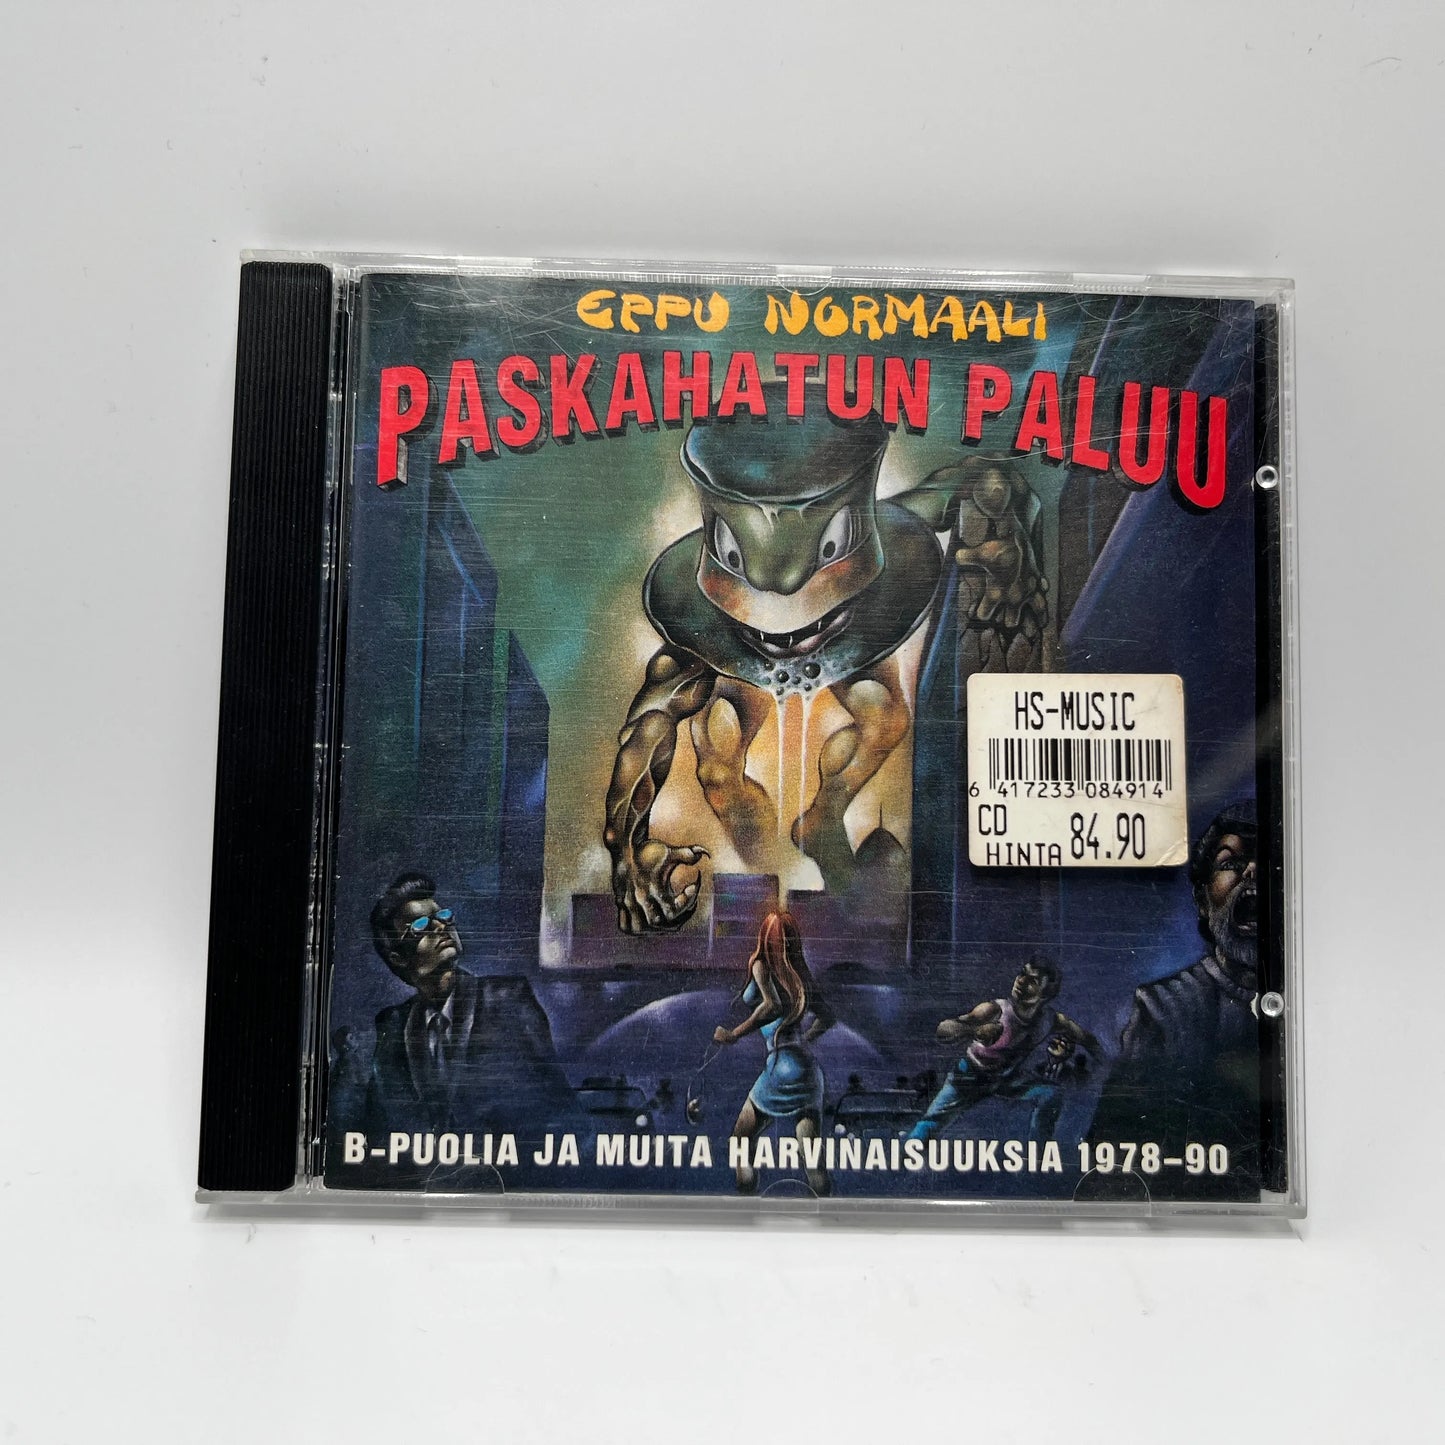 EPPU NORMAALI
PASKAHATUN PALUU
HS-MUSIC
6 417233 084914
CD
HINTA 84.90
B-PUOLIA JA MUITA HARVINAISUUKSIA 1978-90